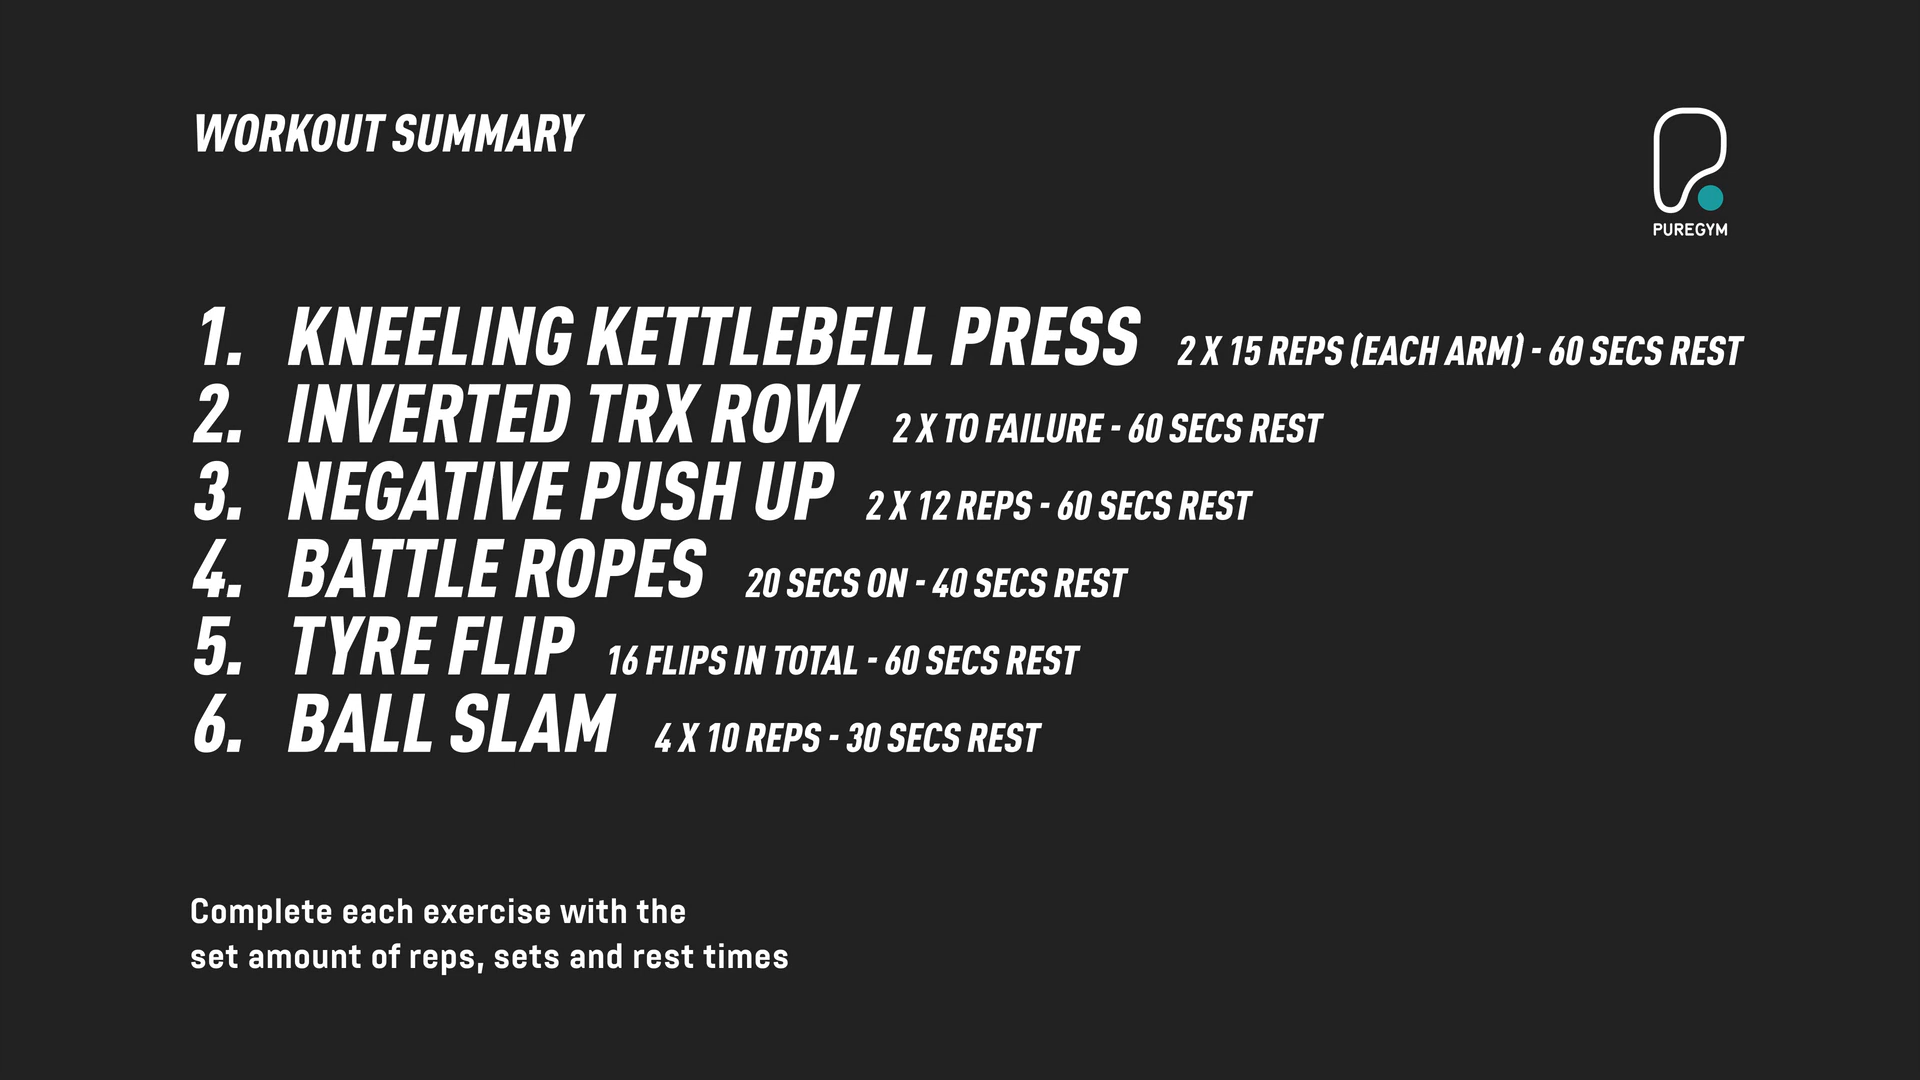 WORKOUT SUMMARY
PUREGYM
1. KNEELING KETTLEBELL PRESS 2 X 15 REPS (EACH ARM) - 60 SECS REST
2. INVERTED TRX ROW 2 X TO FAILURE - 60 SECS REST
3. NEGATIVE PUSH UP 2 X 12 REPS - 60 SECS REST
4. BATTLE ROPES 20 SECS ON - 40 SECS REST
5. TYRE FLIP 16 FLIPS IN TOTAL - 60 SECS REST
6. BALL SLAM 4 X 10 REPS - 30 SECS REST
Complete each exercise with the
set amount of reps, sets and rest times